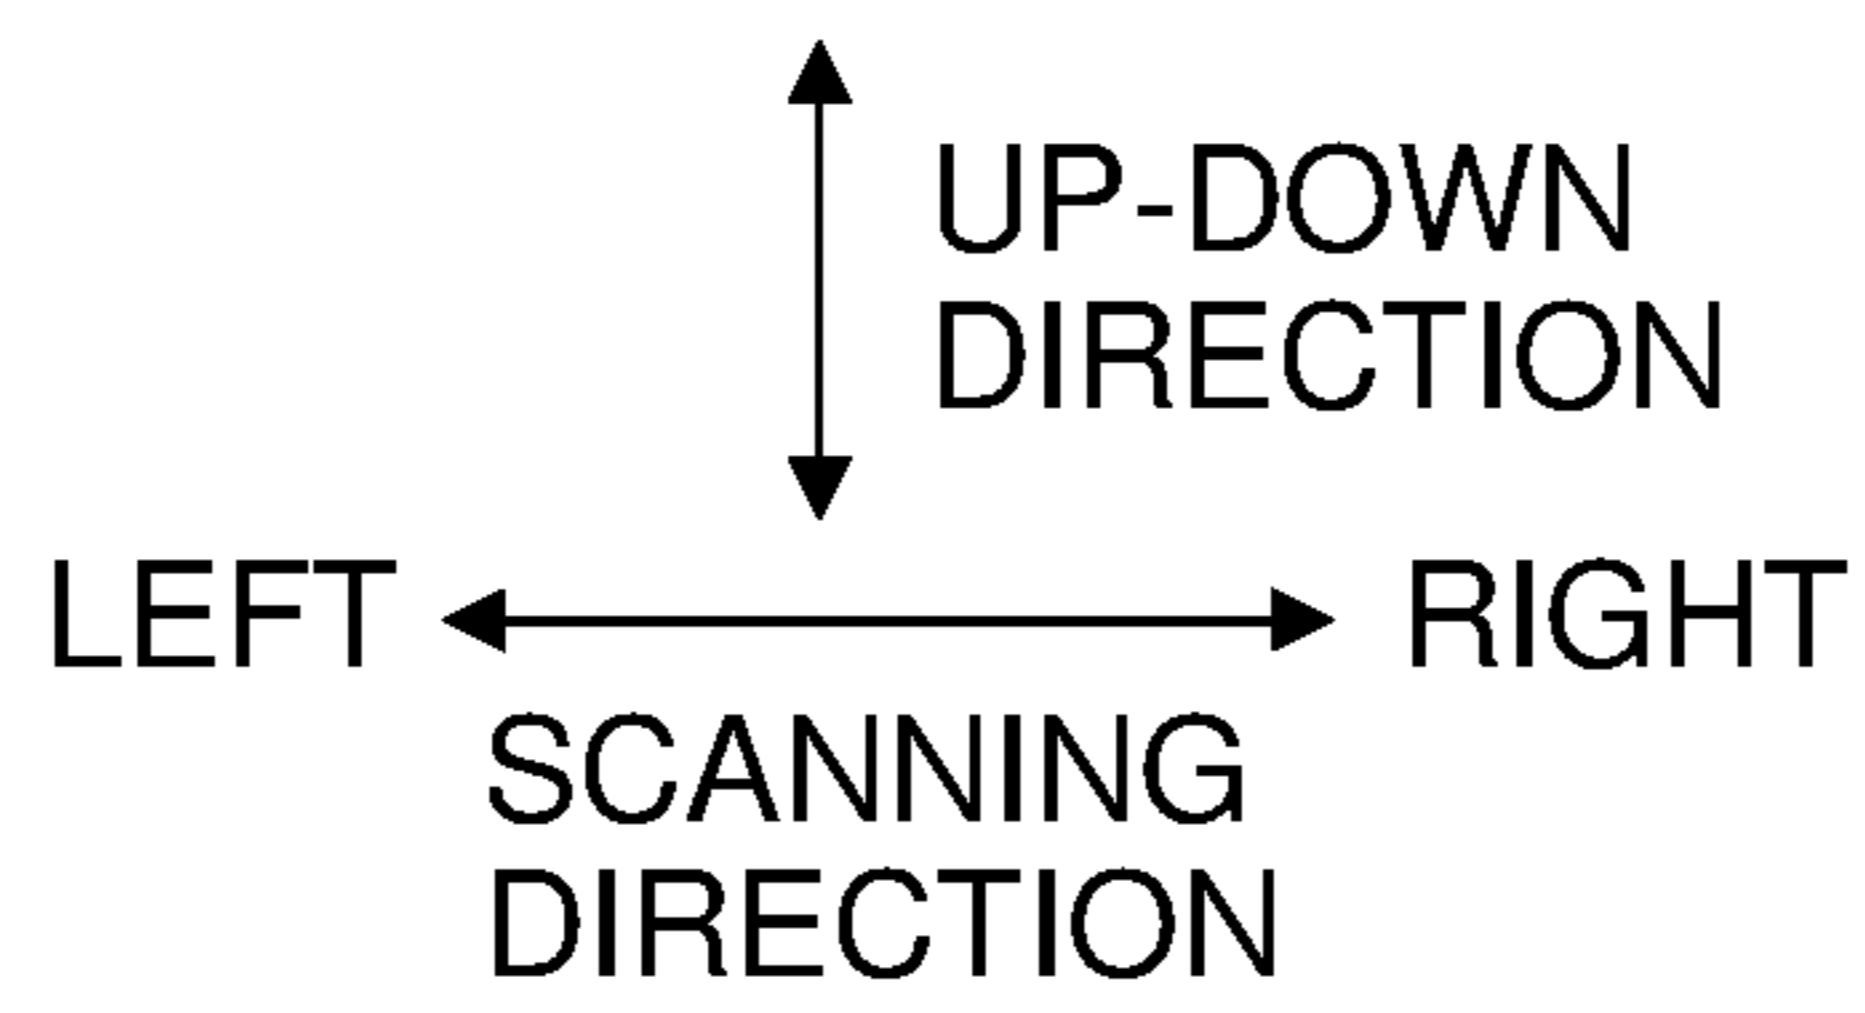 UP-DOWN
DIRECTION
LEFT RIGHT
SCANNING
DIRECTION